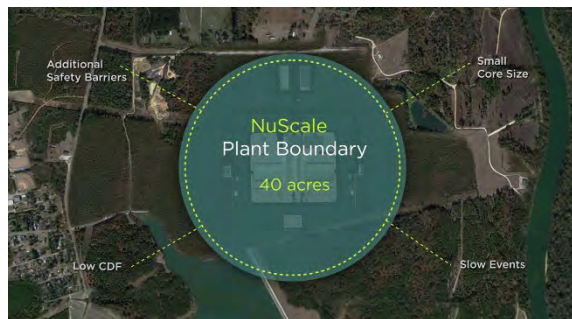 Additional
Safety Barriers
Small
Core Size
NuScale
Plant Boundary
40 acres
Low CDF
Slow Events